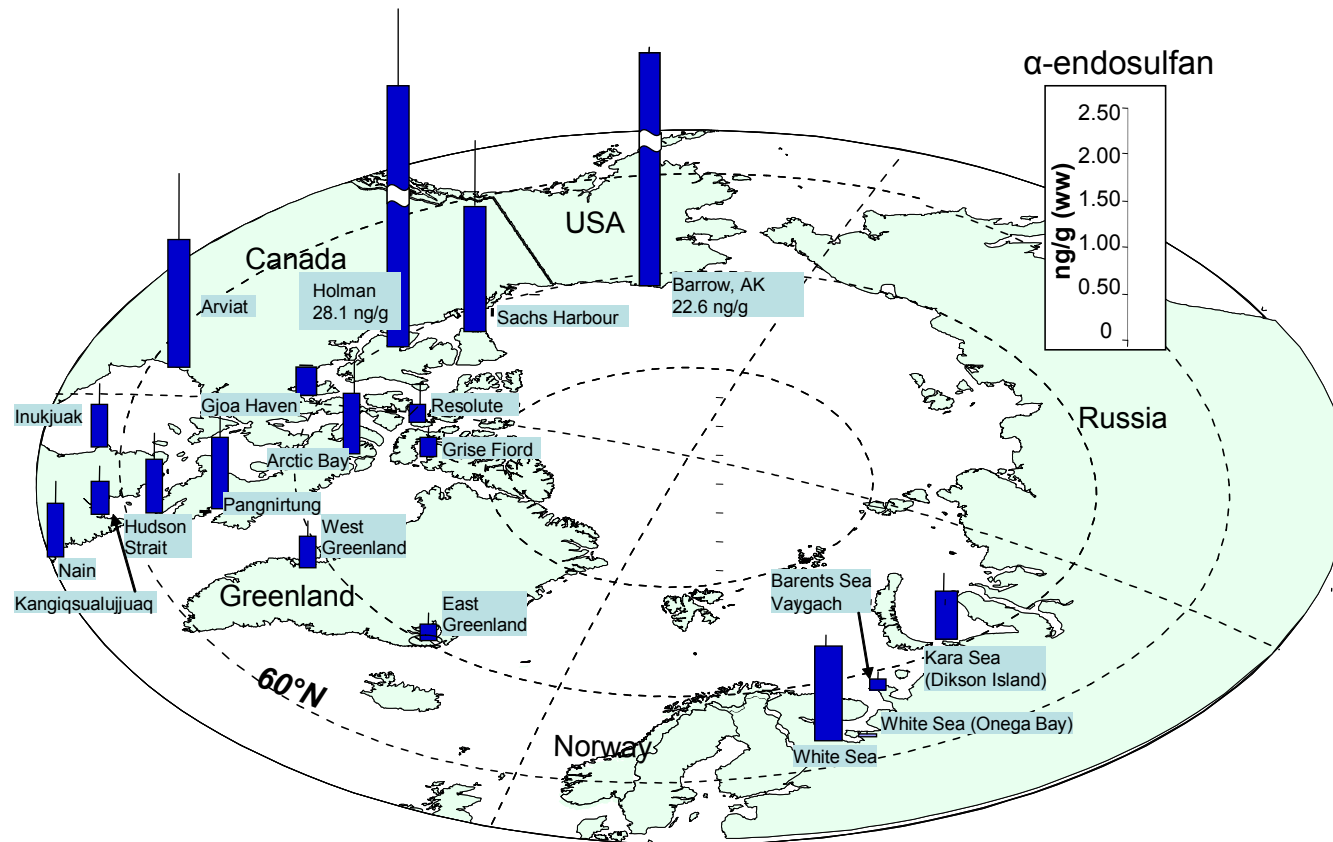 α-endosulfan
2.50
2.00
1.50
1.00
0.50
0
ng/g (ww)
USA
Canada
Holman
28.1 ng/g
Barrow, AK
22.6 ng/g
Arviat
Sachs Harbour
Gjoa Haven
Resolute
Inukjuak
Russia
Arctic Bay
Grise Fiord
Pangnirtung
Hudson
Strait
West
Greenland
Nain
Kangiqsualujjuaq
Greenland
East
Greenland
Barents Sea
Vaygach
Kara Sea
(Dikson Island)
60°N
White Sea (Onega Bay)
Norway
White Sea